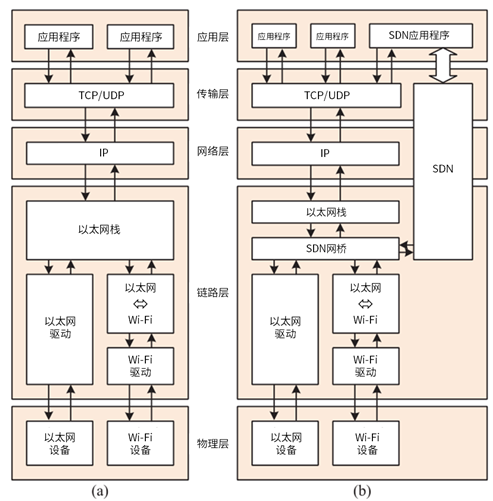 应用程序 应用程序
应用层
应用程序 应用程序 SDN应用程序
TCP/UDP
传输层
TCP/UDP
IP
网络层
IP
SDN
以太网栈
以太网栈
SDN网桥
链路层
以太网
驱动
以太网
Wi-Fi
Wi-Fi
驱动
以太网
驱动
以太网
Wi-Fi
Wi-Fi
驱动
以太网
设备
Wi-Fi
设备
物理层
以太网
设备
Wi-Fi
设备
(a)
(b)